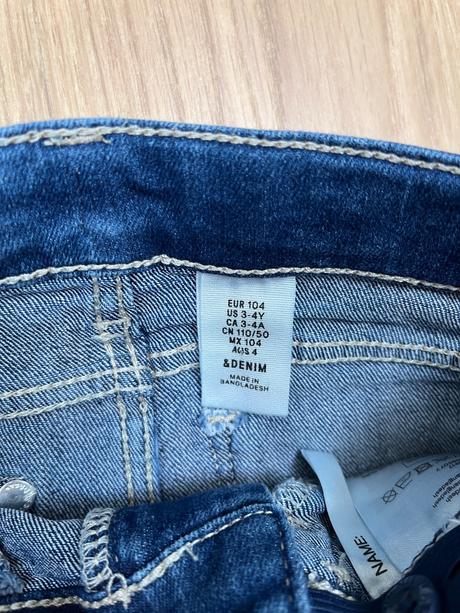 EUR 104
US 3-4Y
CA 3-4A
CN 110/50
MX 104
AUS 4
&DENIM
MADE IN
BANGLADESH
NAME: